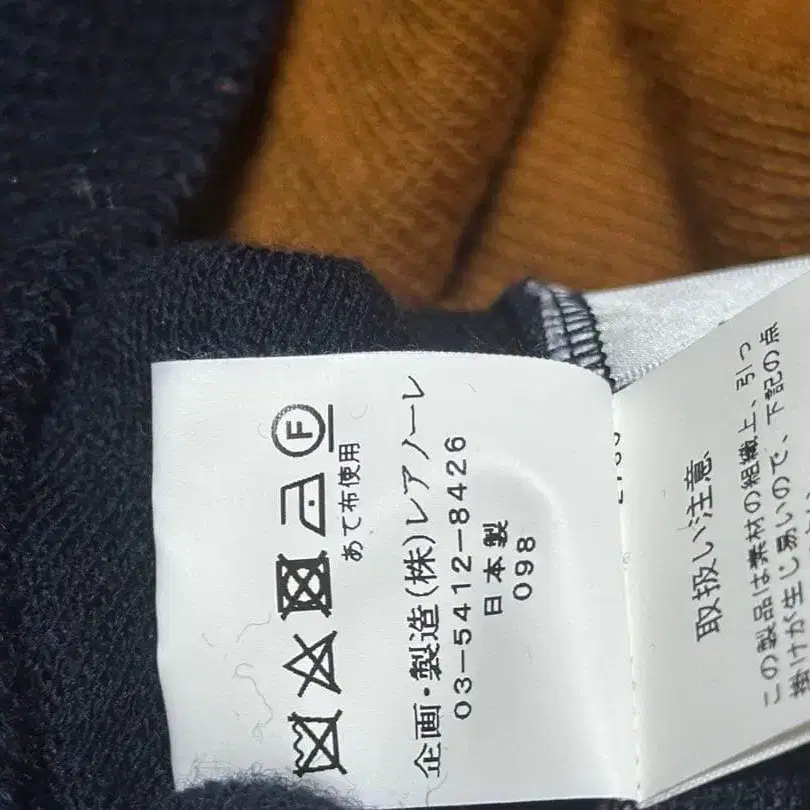 Ⓕ
あて布使用
企画・製造(株)レアノーレ
03-5412-8426
日本製
098
取扱い注意
この製品は素材の組織上、引っ
掛けが生じ易いので、下記の点